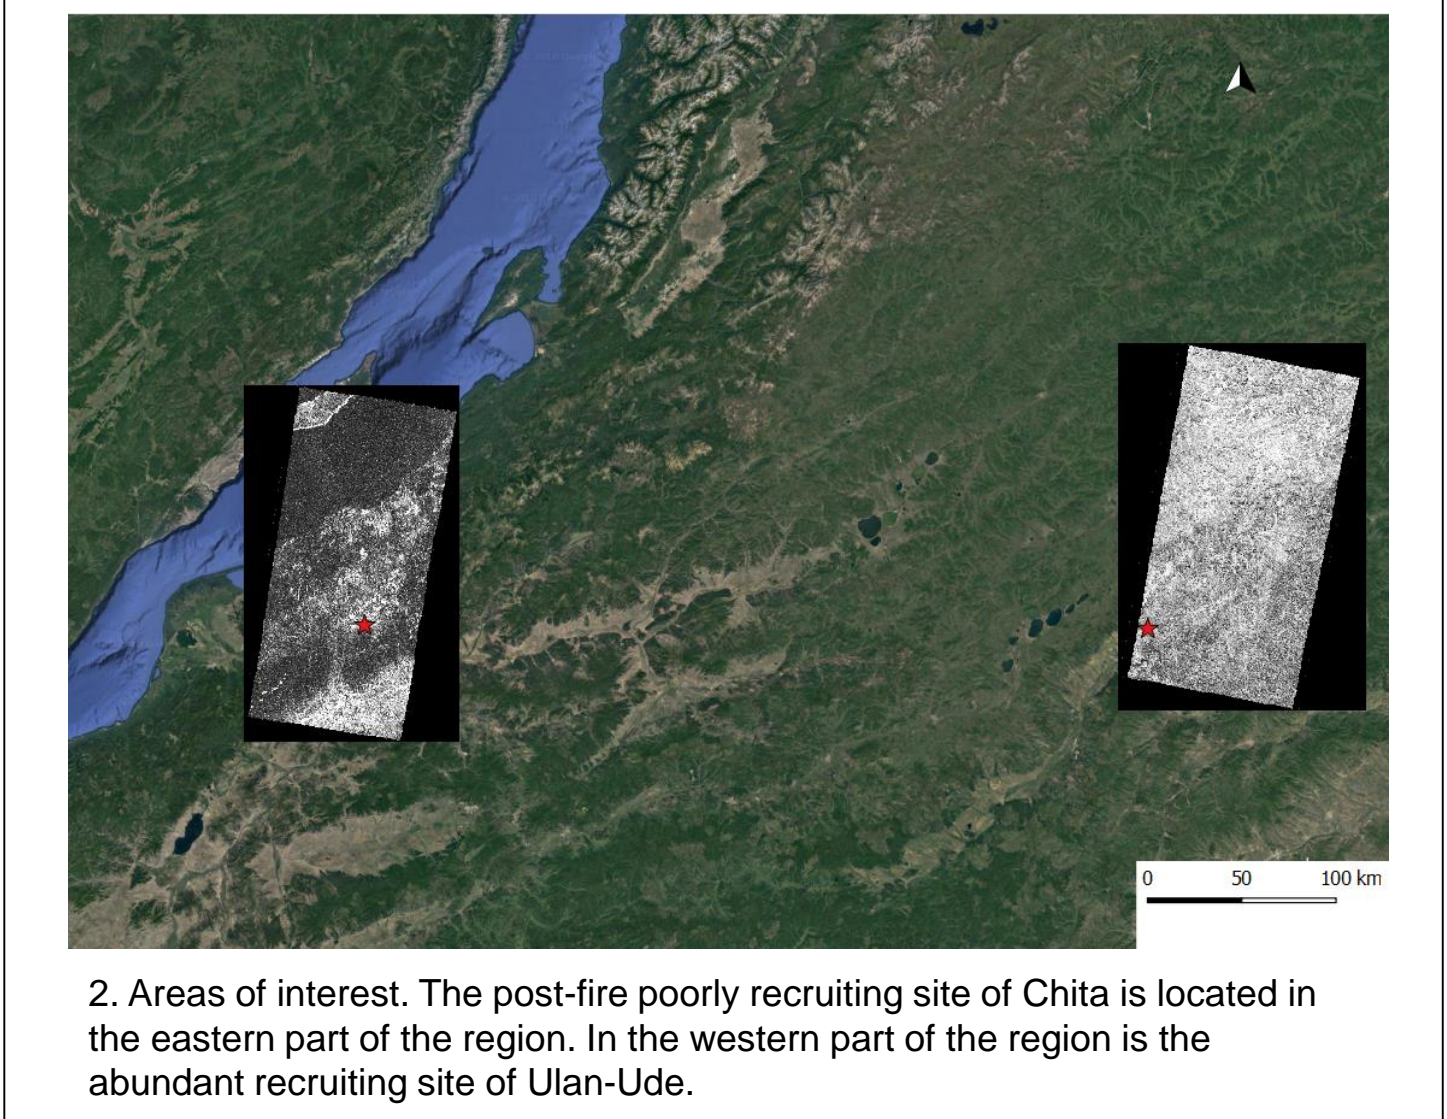 0 50 100 km
2. Areas of interest. The post-fire poorly recruiting site of Chita is located in
the eastern part of the region. In the western part of the region is the
abundant recruiting site of Ulan-Ude.